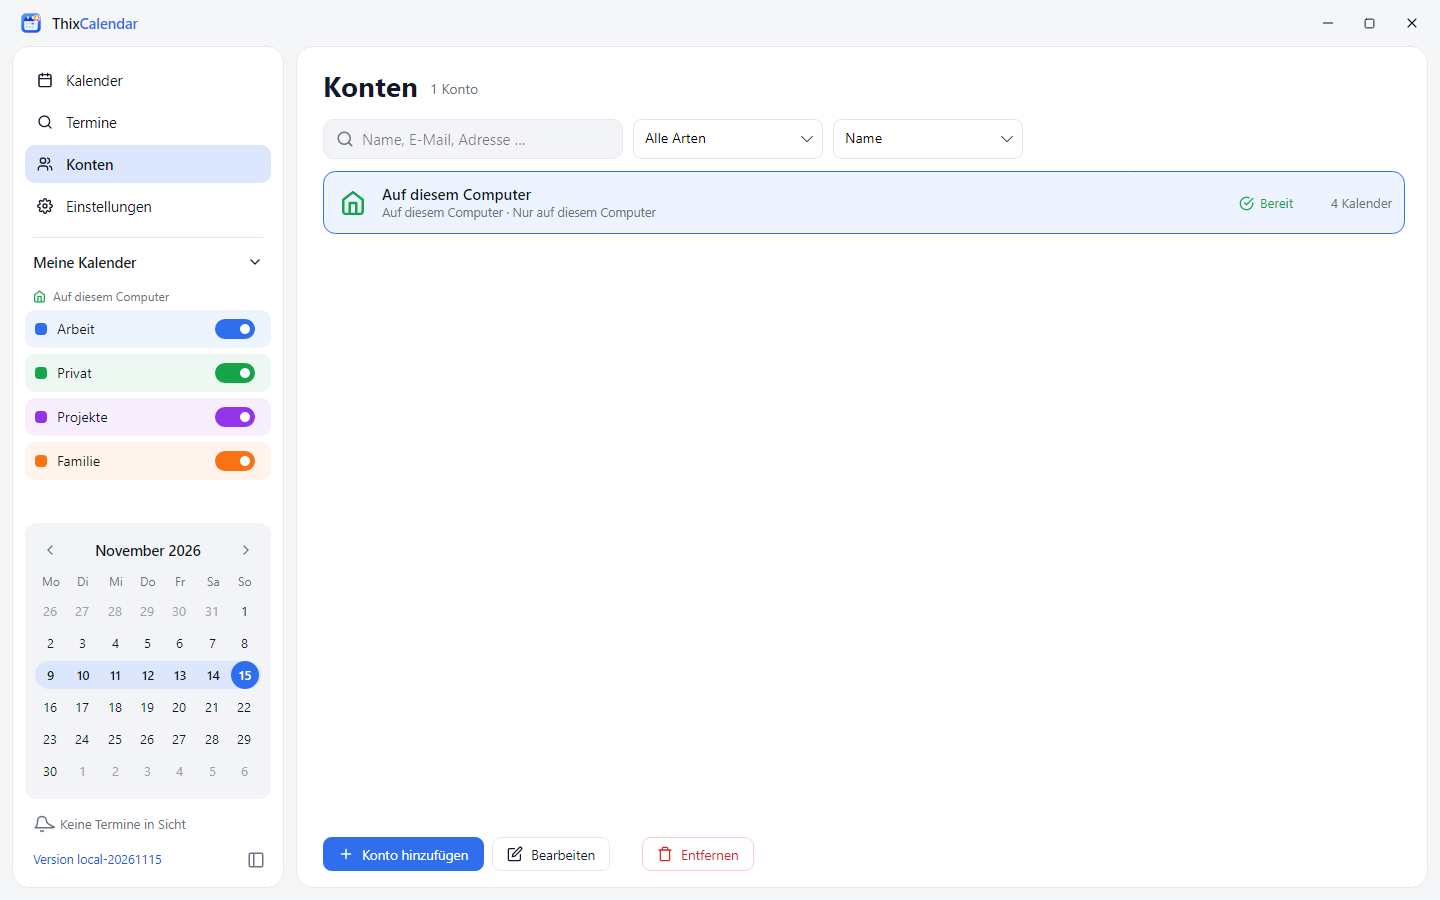 ThixCalendar
Kalender
Termine
Konten
Einstellungen
Meine Kalender
Auf diesem Computer
Arbeit
Privat
Projekte
Familie
November 2026
Mo Di Mi Do Fr Sa So
26 27 28 29 30 31 1
2 3 4 5 6 7 8
9 10 11 12 13 14 15
16 17 18 19 20 21 22
23 24 25 26 27 28 29
30 1 2 3 4 5 6
Keine Termine in Sicht
Version local-20261115
Konten 1 Konto
Name, E-Mail, Adresse ...
Alle Arten
Name
Auf diesem Computer
Auf diesem Computer · Nur auf diesem Computer
Bereit
4 Kalender
Konto hinzufügen
Bearbeiten
Entfernen